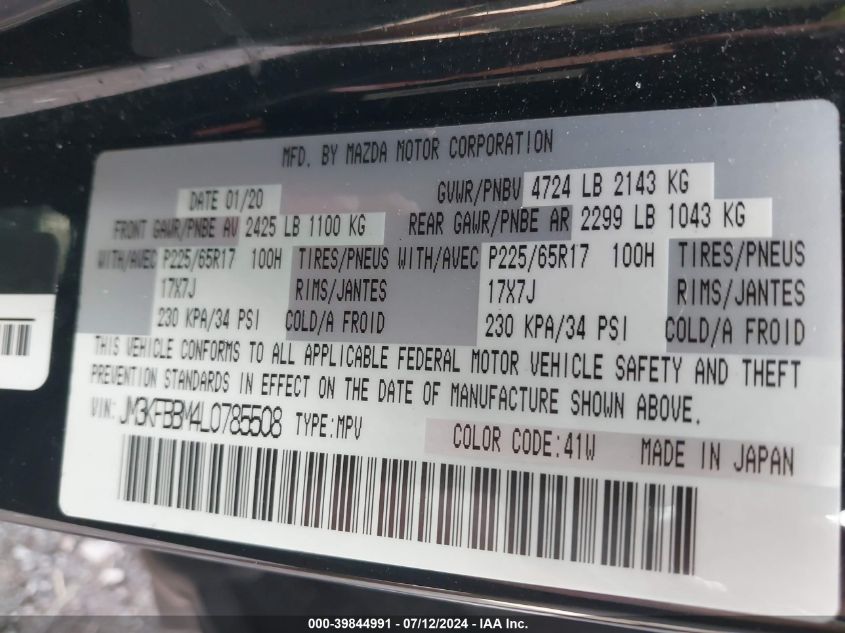 MFD. BY MAZDA MOTOR CORPORATION
DATE 01/20 GVWR/PNBV 4724 LB 2143 KG
FRONT GAWR/PNBE AV 2425 LB 1100 KG REAR GAWR/PNBE AR 2299 LB 1043 KG
WITH/AVEC P225/65R17 100H TIRES/PNEUS WITH/AVEC P225/65R17 100H TIRES/PNEUS
17X7J RIMS/JANTES 17X7J RIMS/JANTES
230 KPA/34 PSI COLD/A FROID 230 KPA/34 PSI COLD/A FROID
THIS VEHICLE CONFORMS TO ALL APPLICABLE FEDERAL MOTOR VEHICLE SAFETY AND THEFT
PREVENTION STANDARDS IN EFFECT ON THE DATE OF MANUFACTURE SHOWN ABOVE.
VIN: JM3KFBBM4L0785508 TYPE:MPV
COLOR CODE:41W MADE IN JAPAN
000-39844991 - 07/12/2024 - IAA Inc.